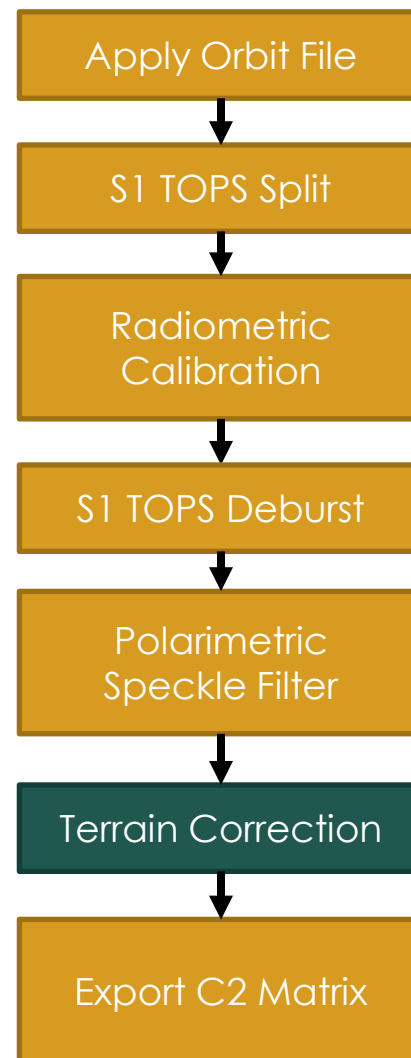 Apply Orbit File
S1 TOPS Split
Radiometric
Calibration
S1 TOPS Deburst
Polarimetric
Speckle Filter
Terrain Correction
Export C2 Matrix